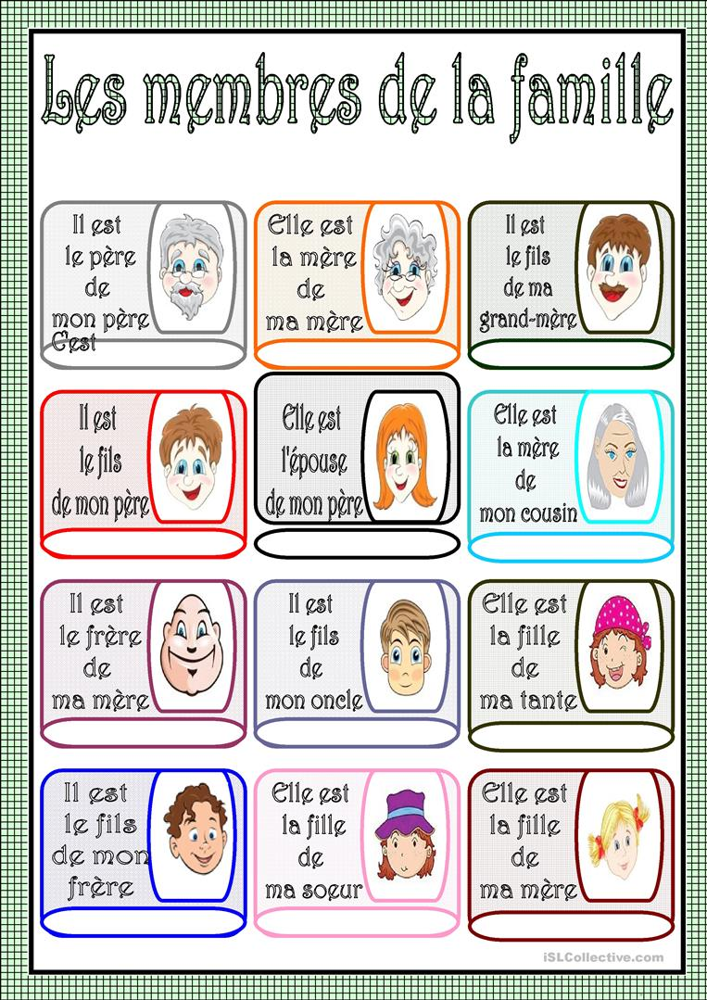 Les membres de la famille
Il est
le père
de
mon père
C'est
Elle est
la mère
de
ma mère
Il est
le fils
de ma
grand-mère
Il est
le fils
de mon père
Elle est
l'épouse
de mon père
Elle est
la mère
de
mon cousin
Il est
le frère
de
ma mère
Il est
le fils
de
mon oncle
Elle est
la fille
de
ma tante
Il est
le fils
de mon
frère
Elle est
la fille
de
ma soeur
Elle est
la fille
de
ma mère
iSLCollective.com